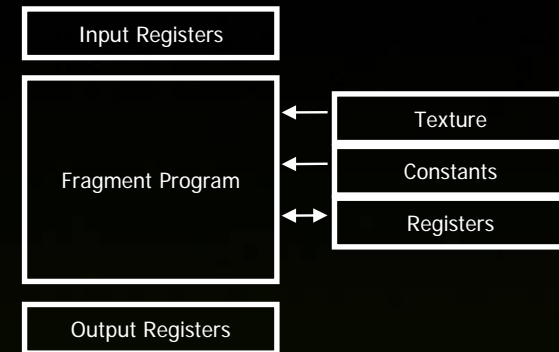 Input Registers
Fragment Program
Texture
Constants
Registers
Output Registers